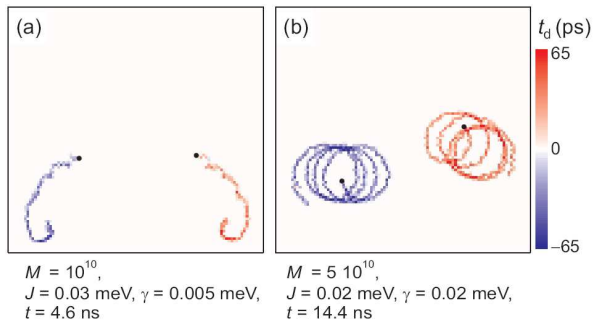 (a)
(b)
t_d (ps)
65
0
−65
M = 10^10,
J = 0.03 meV, γ = 0.005 meV,
t = 4.6 ns
M = 5 10^10,
J = 0.02 meV, γ = 0.02 meV,
t = 14.4 ns